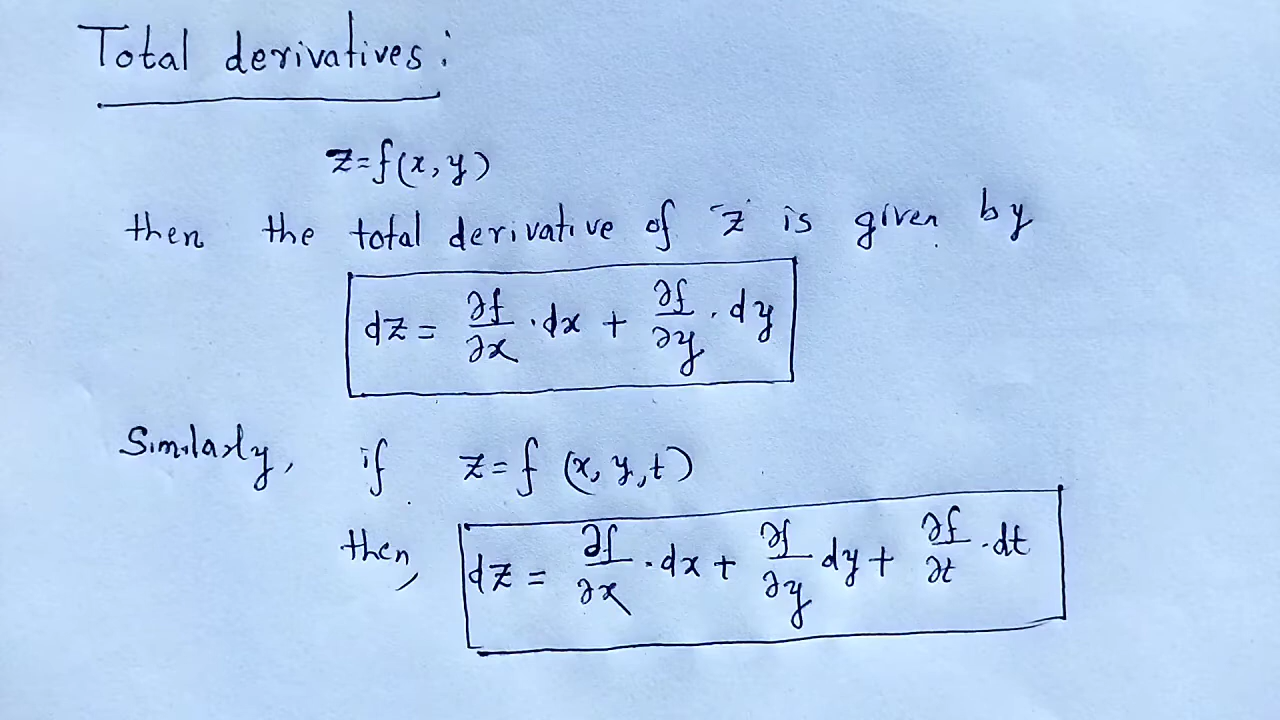 Total derivatives:
z=f(x,y)
then the total derivative of "z" is given by
dz = ∂f/∂x · dx + ∂f/∂y · dy
Similarly, if z=f (x, y, t)
then, dz = ∂f/∂x · dx + ∂f/∂y dy + ∂f/∂t · dt